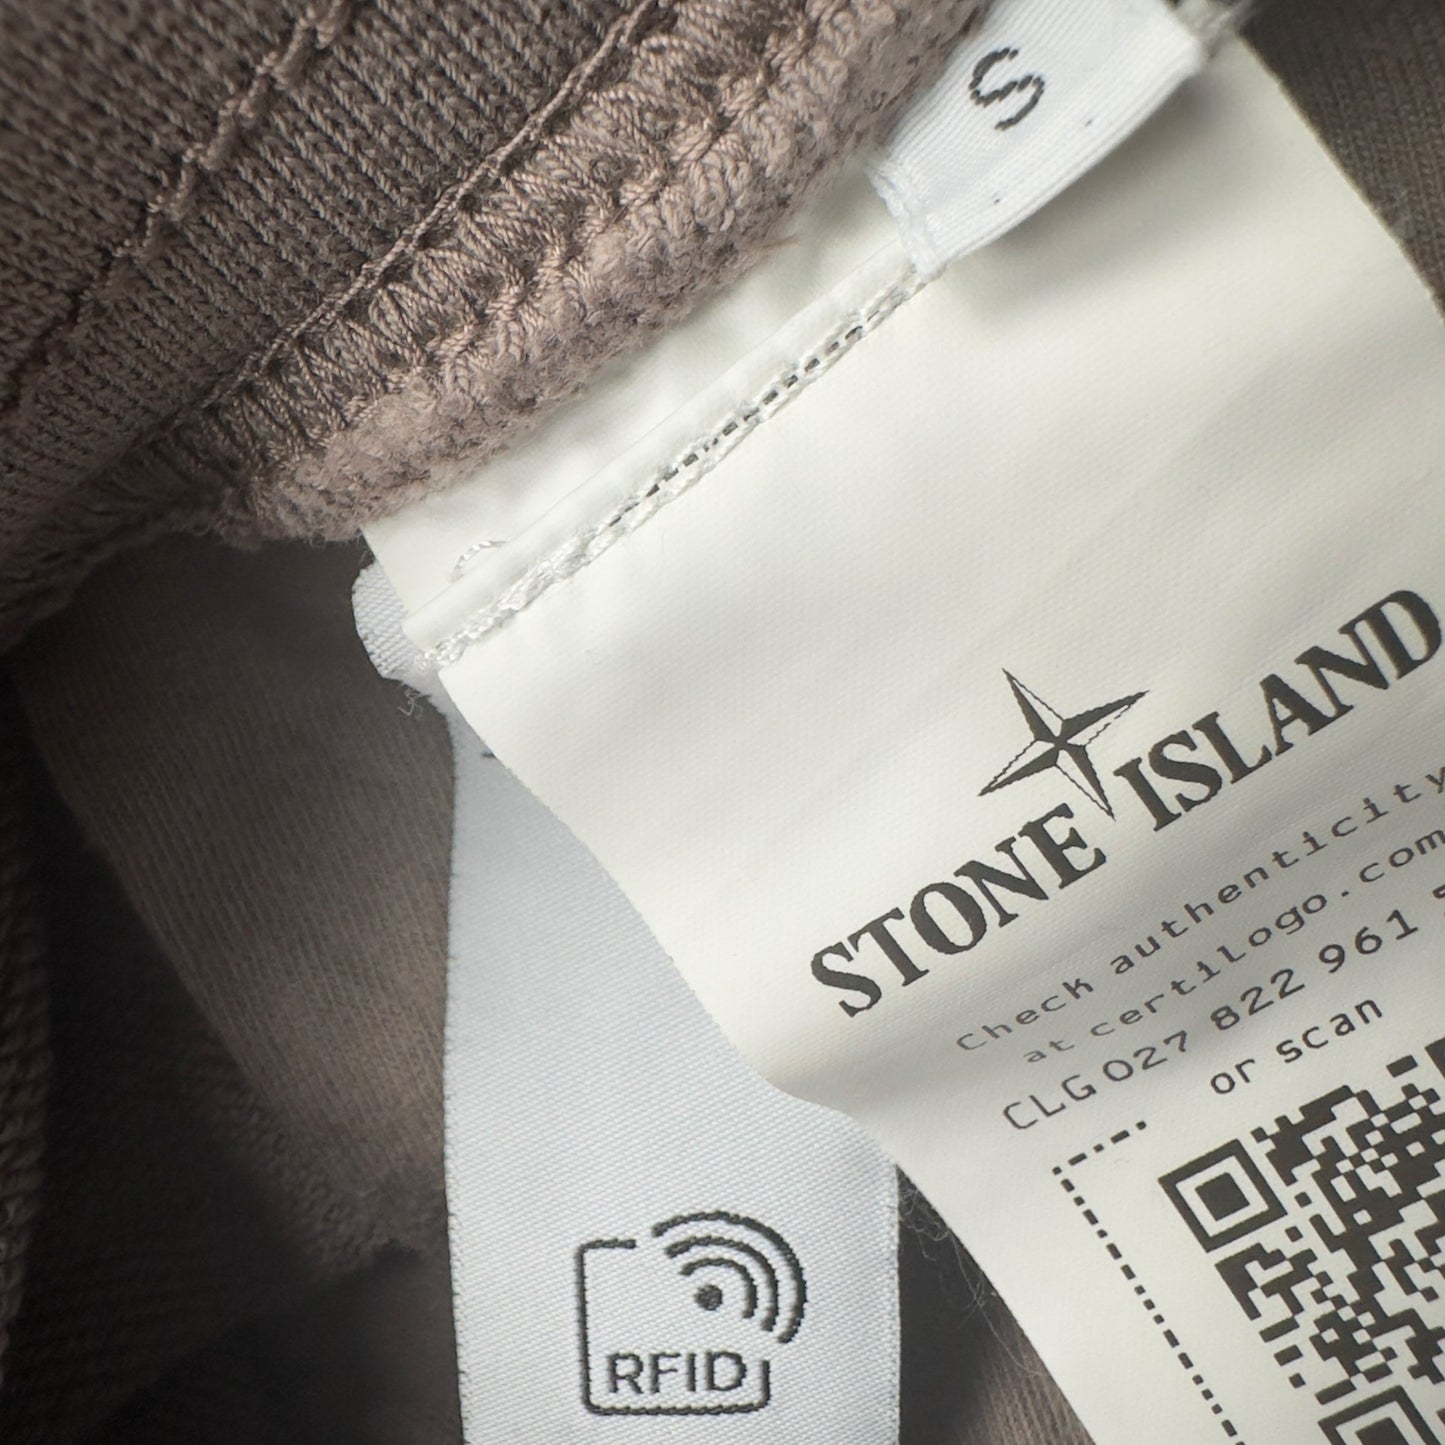 S
STONE ISLAND
Check authenticity
at certilogo.com
CLG 027 822 961
or scan
RFID